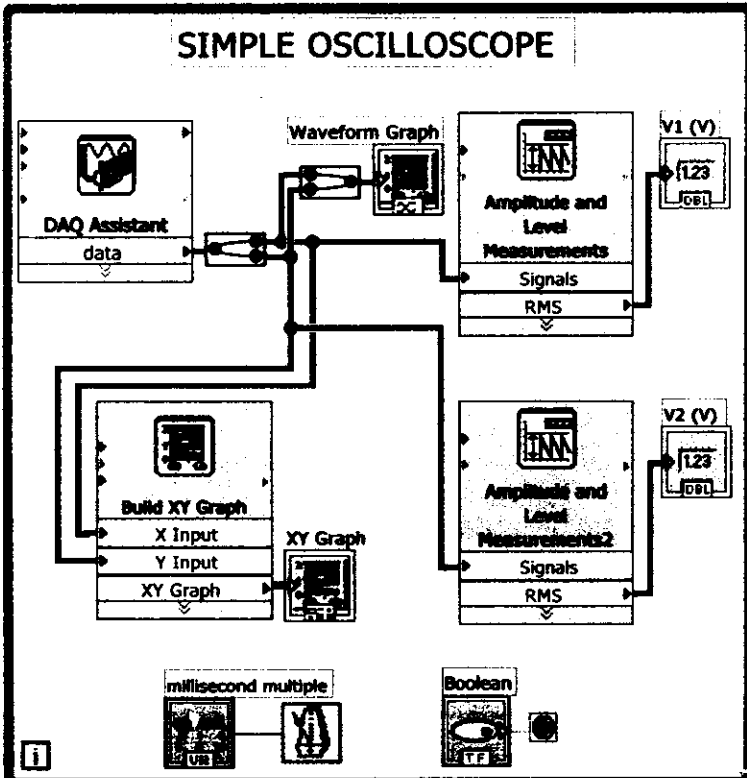 SIMPLE OSCILLOSCOPE
DAQ Assistant
data
Waveform Graph
Amplitude and
Level
Measurements
Signals
RMS
V1 (V)
1.23
DBL
Build XY Graph
X Input
Y Input
XY Graph
XY Graph
Amplitude and
Level
Measurements2
Signals
RMS
V2 (V)
1.23
DBL
millisecond multiple
Boolean
TF
i